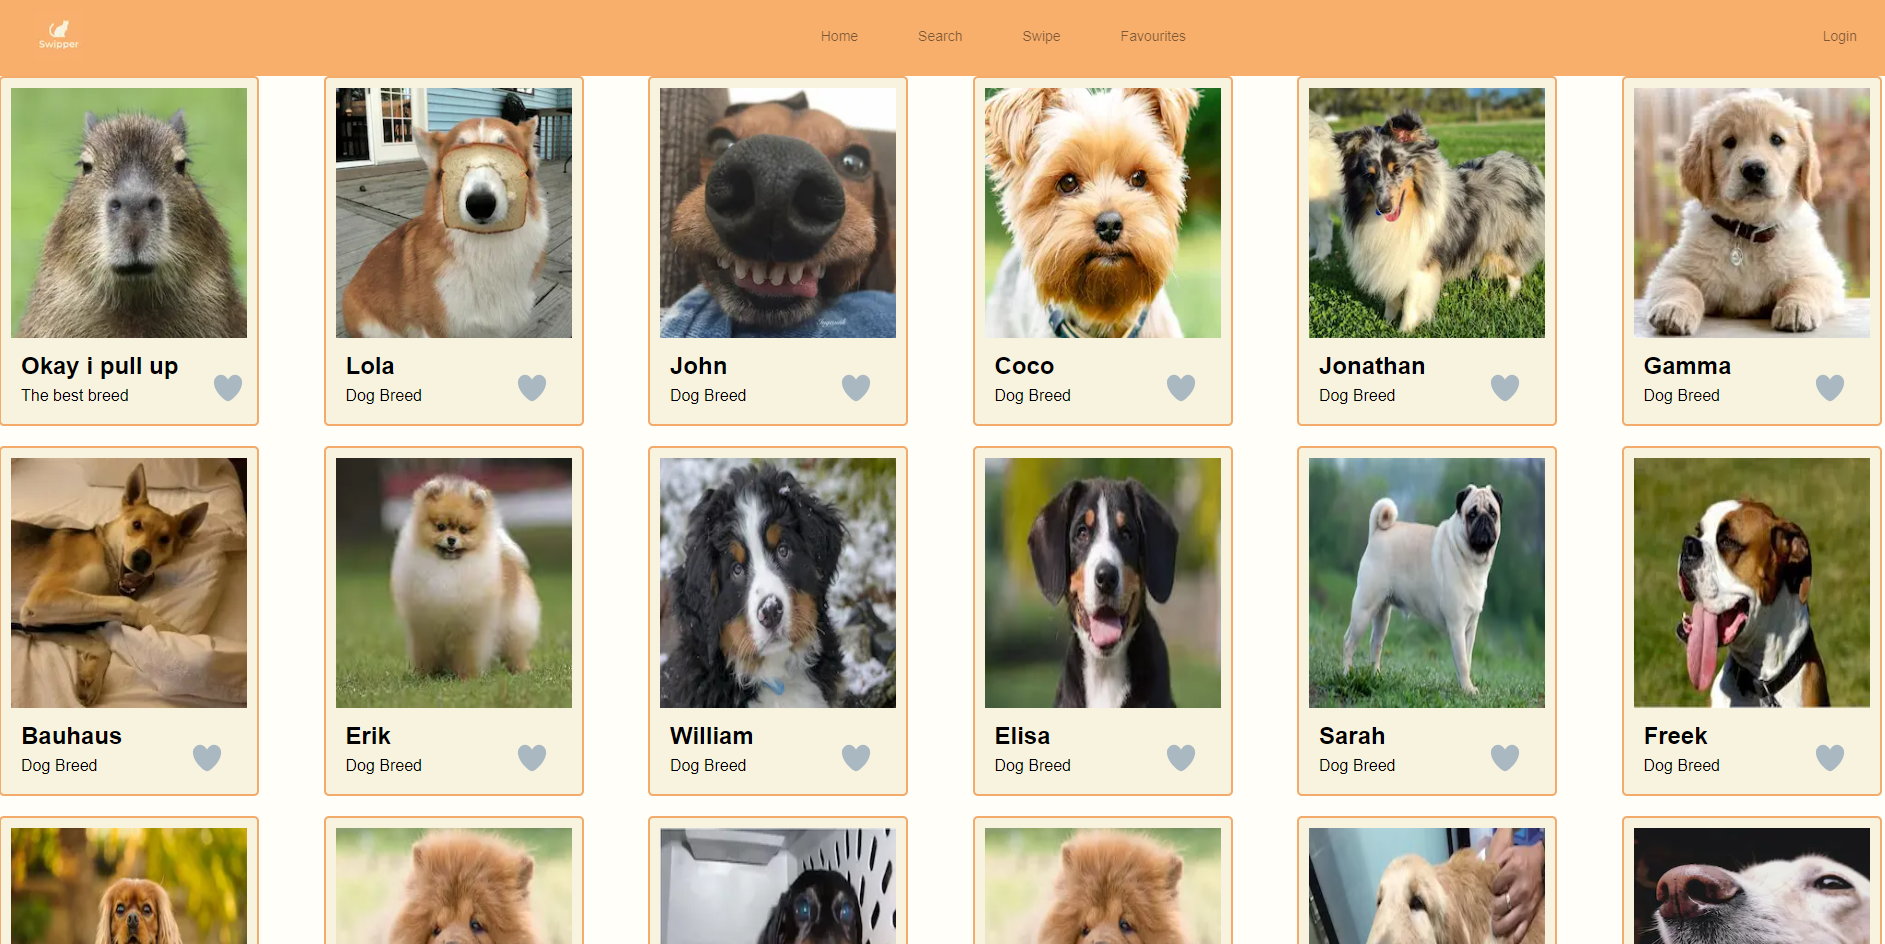 Swipper
Home
Search
Swipe
Favourites
Login
Okay i pull up
The best breed
Lola
Dog Breed
John
Dog Breed
Coco
Dog Breed
Jonathan
Dog Breed
Gamma
Dog Breed
Bauhaus
Dog Breed
Erik
Dog Breed
William
Dog Breed
Elisa
Dog Breed
Sarah
Dog Breed
Freek
Dog Breed